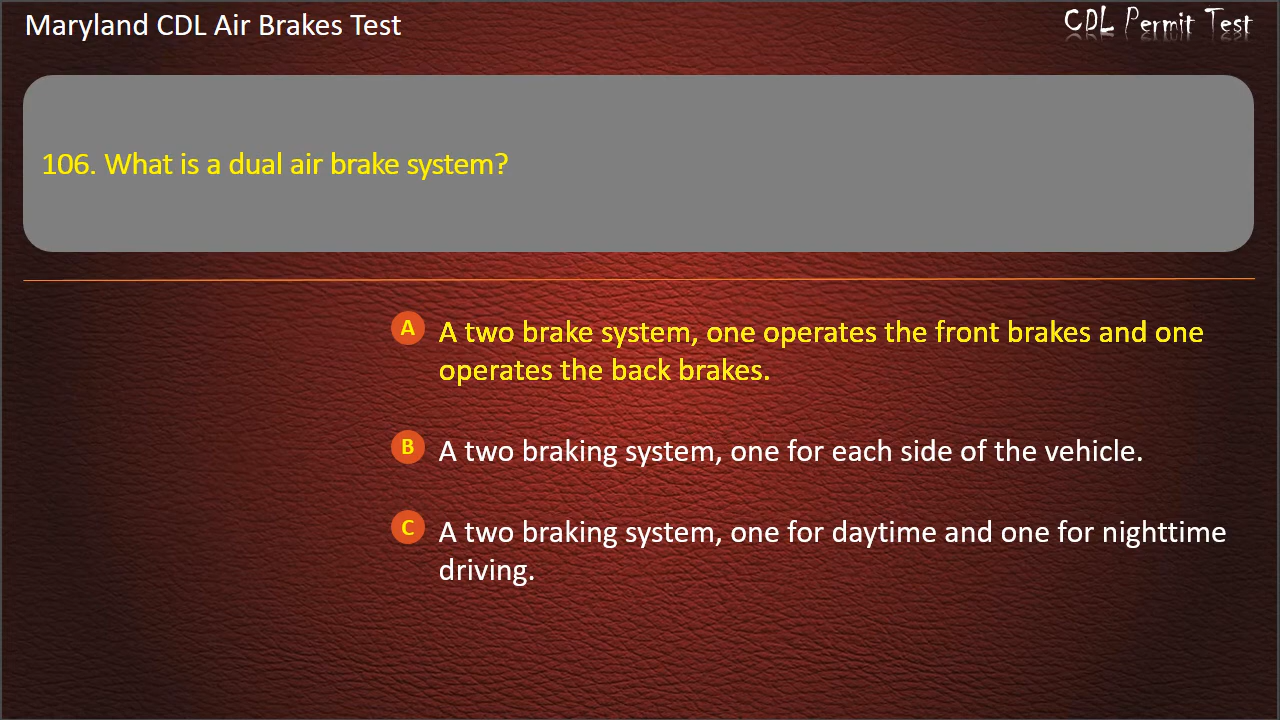 Maryland CDL Air Brakes Test
CDL Permit Test
106. What is a dual air brake system?
A A two brake system, one operates the front brakes and one
operates the back brakes.
B A two braking system, one for each side of the vehicle.
C A two braking system, one for daytime and one for nighttime
driving.